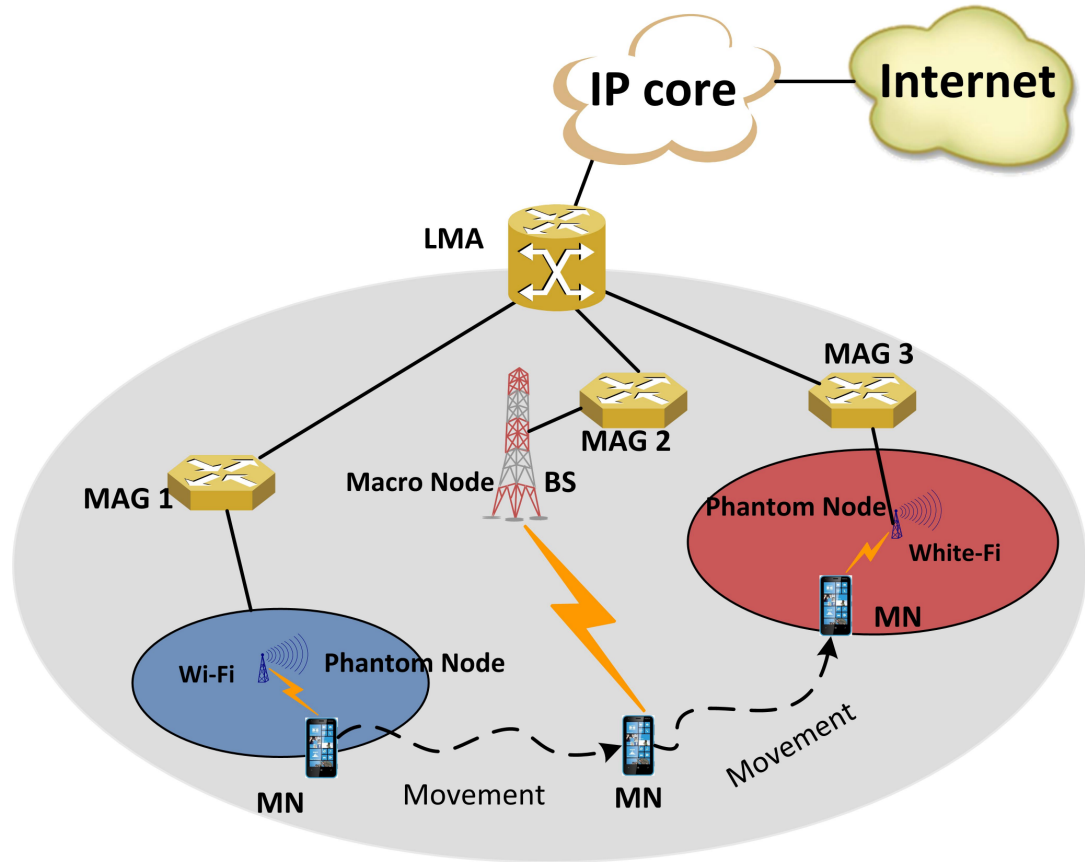 IP core
Internet
LMA
MAG 3
MAG 2
Macro Node
BS
MAG 1
Phantom Node
White-Fi
MN
Wi-Fi
Phantom Node
Movement
Movement
MN
MN